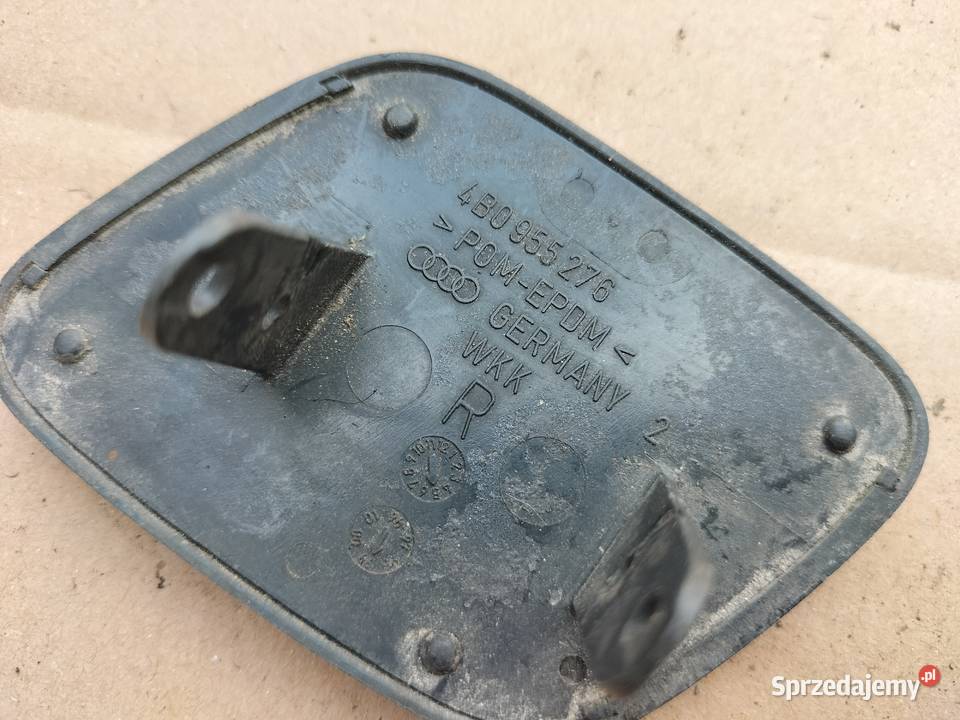 4B0 955 276
>POM-EPDM<
GERMANY
WKK
R
2
Sprzedajemy.pl